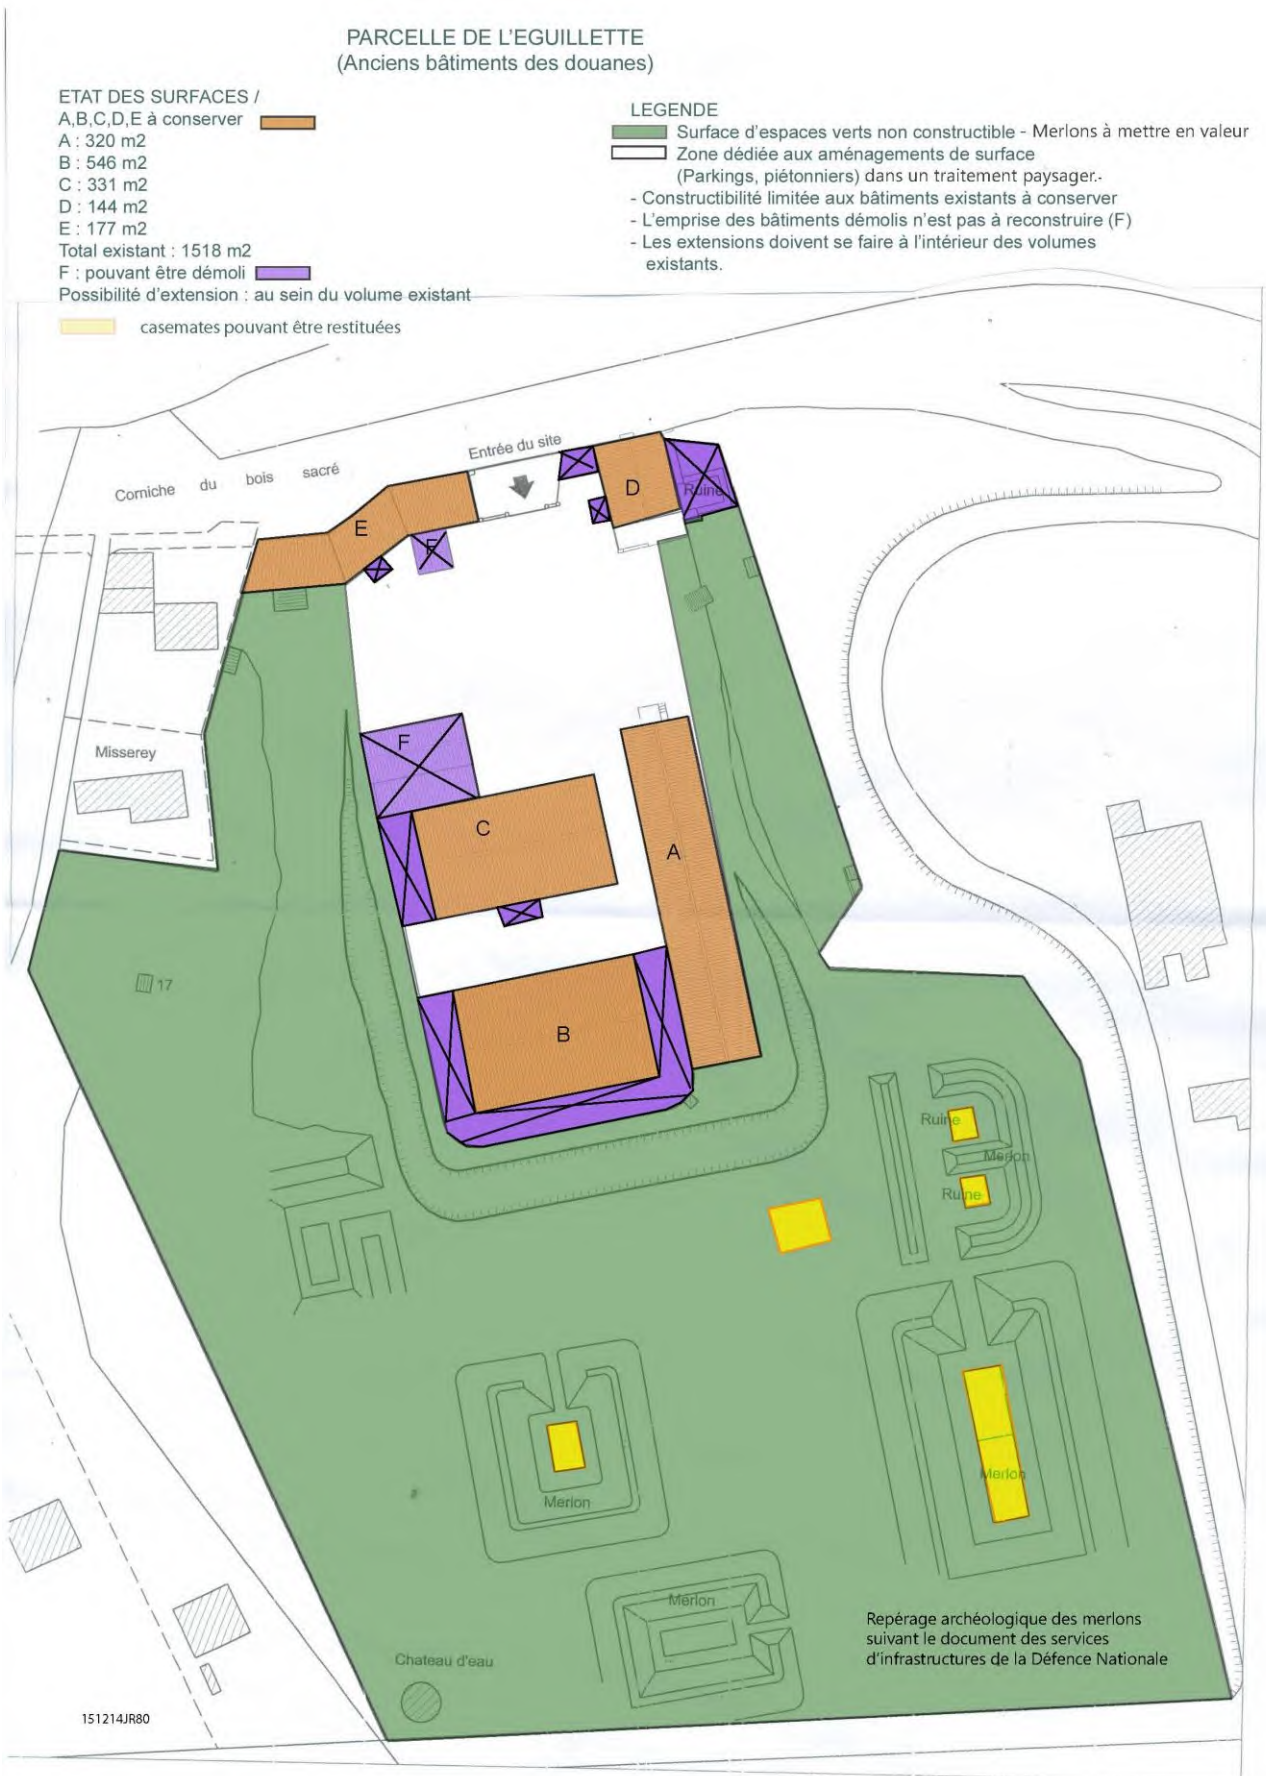 PARCELLE DE L'EGUILLETTE
(Anciens bâtiments des douanes)
ETAT DES SURFACES /
A,B,C,D,E à conserver
A : 320 m2
B : 546 m2
C : 331 m2
D : 144 m2
E : 177 m2
Total existant : 1518 m2
F : pouvant être démoli
Possibilité d'extension : au sein du volume existant
casemates pouvant être restituées
LEGENDE
Surface d'espaces verts non constructible - Merlons à mettre en valeur
Zone dédiée aux aménagements de surface
(Parkings, piétonniers) dans un traitement paysager.-
- Constructibilité limitée aux bâtiments existants à conserver
- L'emprise des bâtiments démolis n'est pas à reconstruire (F)
- Les extensions doivent se faire à l'intérieur des volumes
existants.
Entrée du site
Corniche du bois sacré
D
Ruine
E
F
Misserey
F
C
A
17
B
Ruine
Merlon
Ruine
Merlon
Merlon
Merlon
Repérage archéologique des merlons
suivant le document des services
d'infrastructures de la Défence Nationale
Chateau d'eau
151214JR80